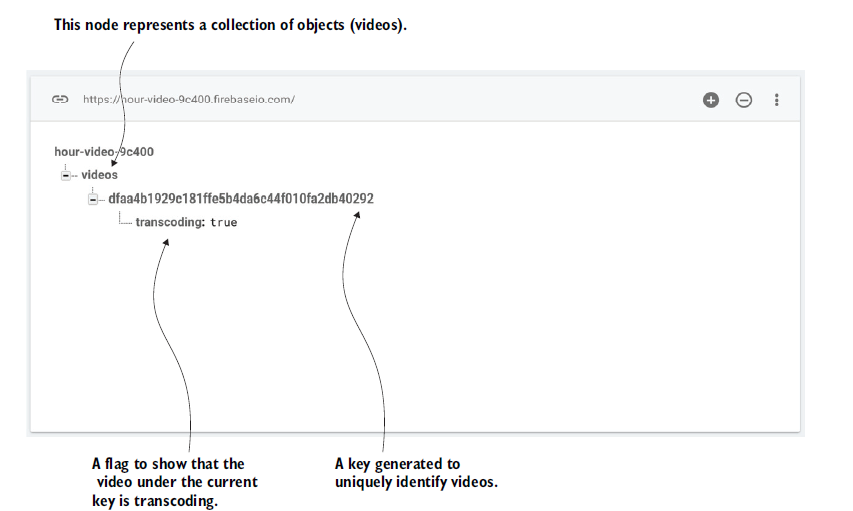 This node represents a collection of objects (videos).
https://hour-video-9c400.firebaseio.com/
hour-video-9c400
videos
dfaa4b1929c181ffe5b4da6c44f010fa2db40292
transcoding: true
A flag to show that the
video under the current
key is transcoding.
A key generated to
uniquely identify videos.